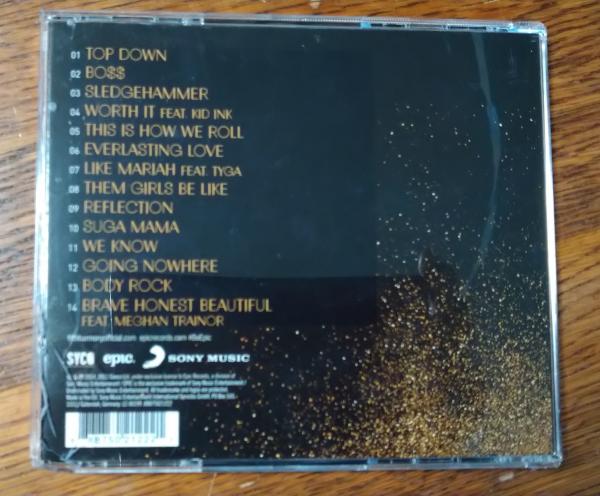 01 TOP DOWN
02 BO$$
03 SLEDGEHAMMER
04 WORTH IT FEAT. KID INK
05 THIS IS HOW WE ROLL
06 EVERLASTING LOVE
07 LIKE MARIAH FEAT. TYGA
08 THEM GIRLS BE LIKE
09 REFLECTION
10 SUGA MAMA
11 WE KNOW
12 GOING NOWHERE
13 BODY ROCK
14 BRAVE HONEST BEAUTIFUL
FEAT. MEGHAN TRAINOR
epicrecords.com #BeEpic
SYCO epic. SONY MUSIC